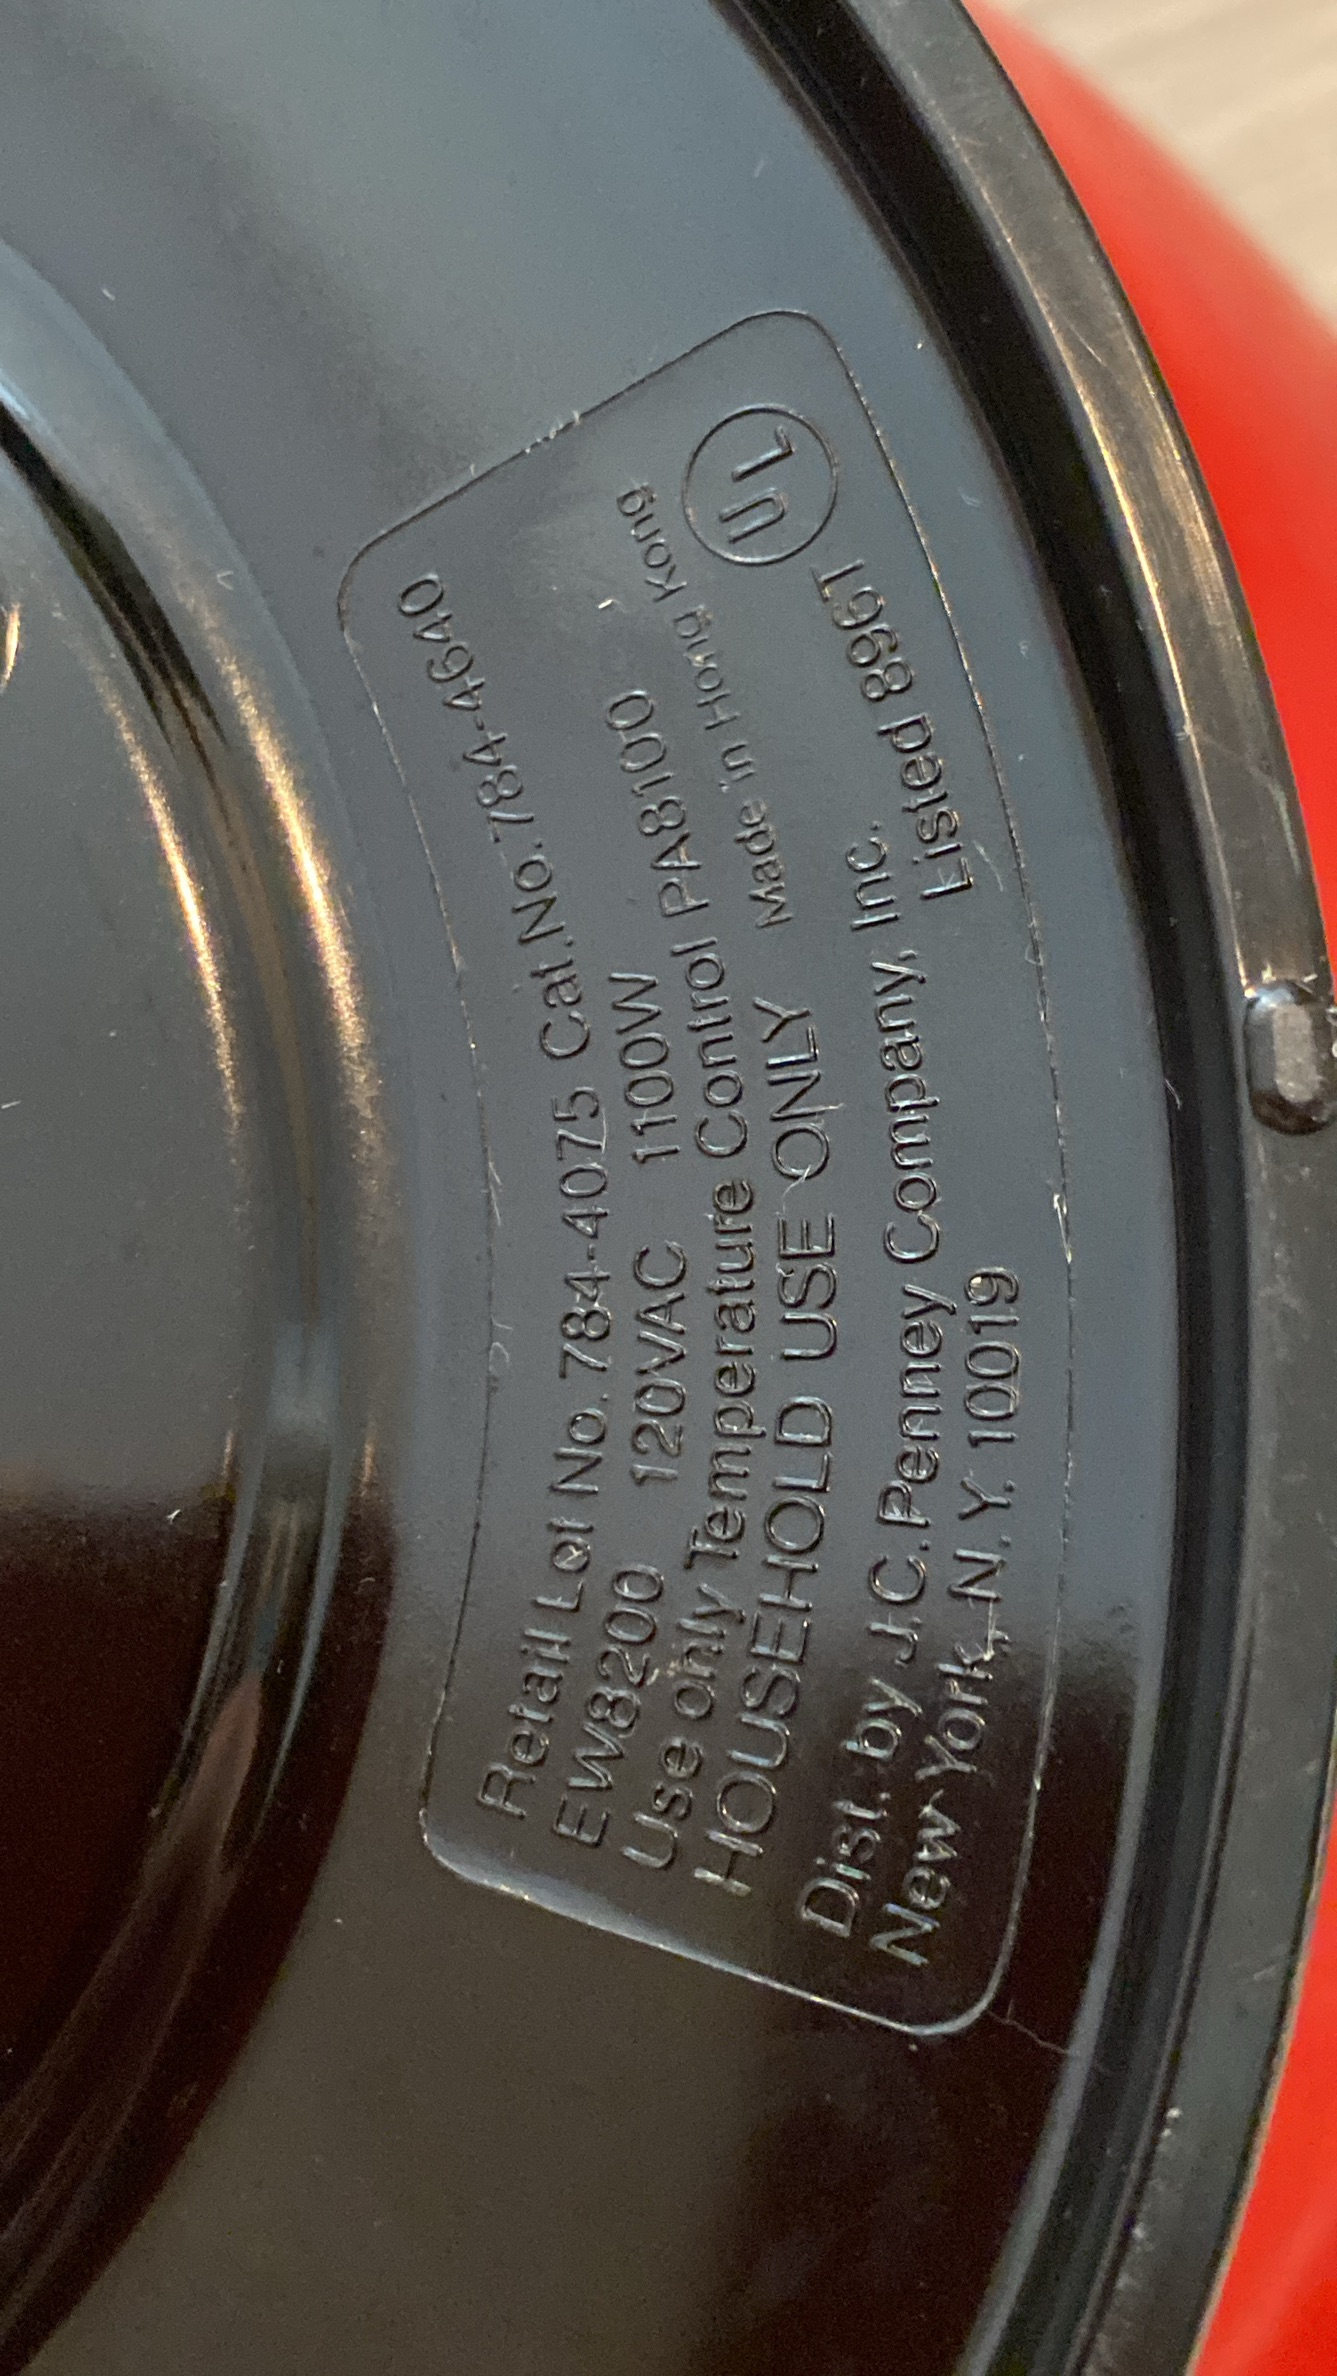 Retail Lot No. 784-4075 Cat. No. 784-4640
EW8200 120VAC 1100W
Use only Temperature Control PA8100
HOUSEHOLD USE ONLY Made in Hong Kong
Dist. by J.C. Penney Company, Inc.
New York, N.Y. 10019
UL
Listed 896T